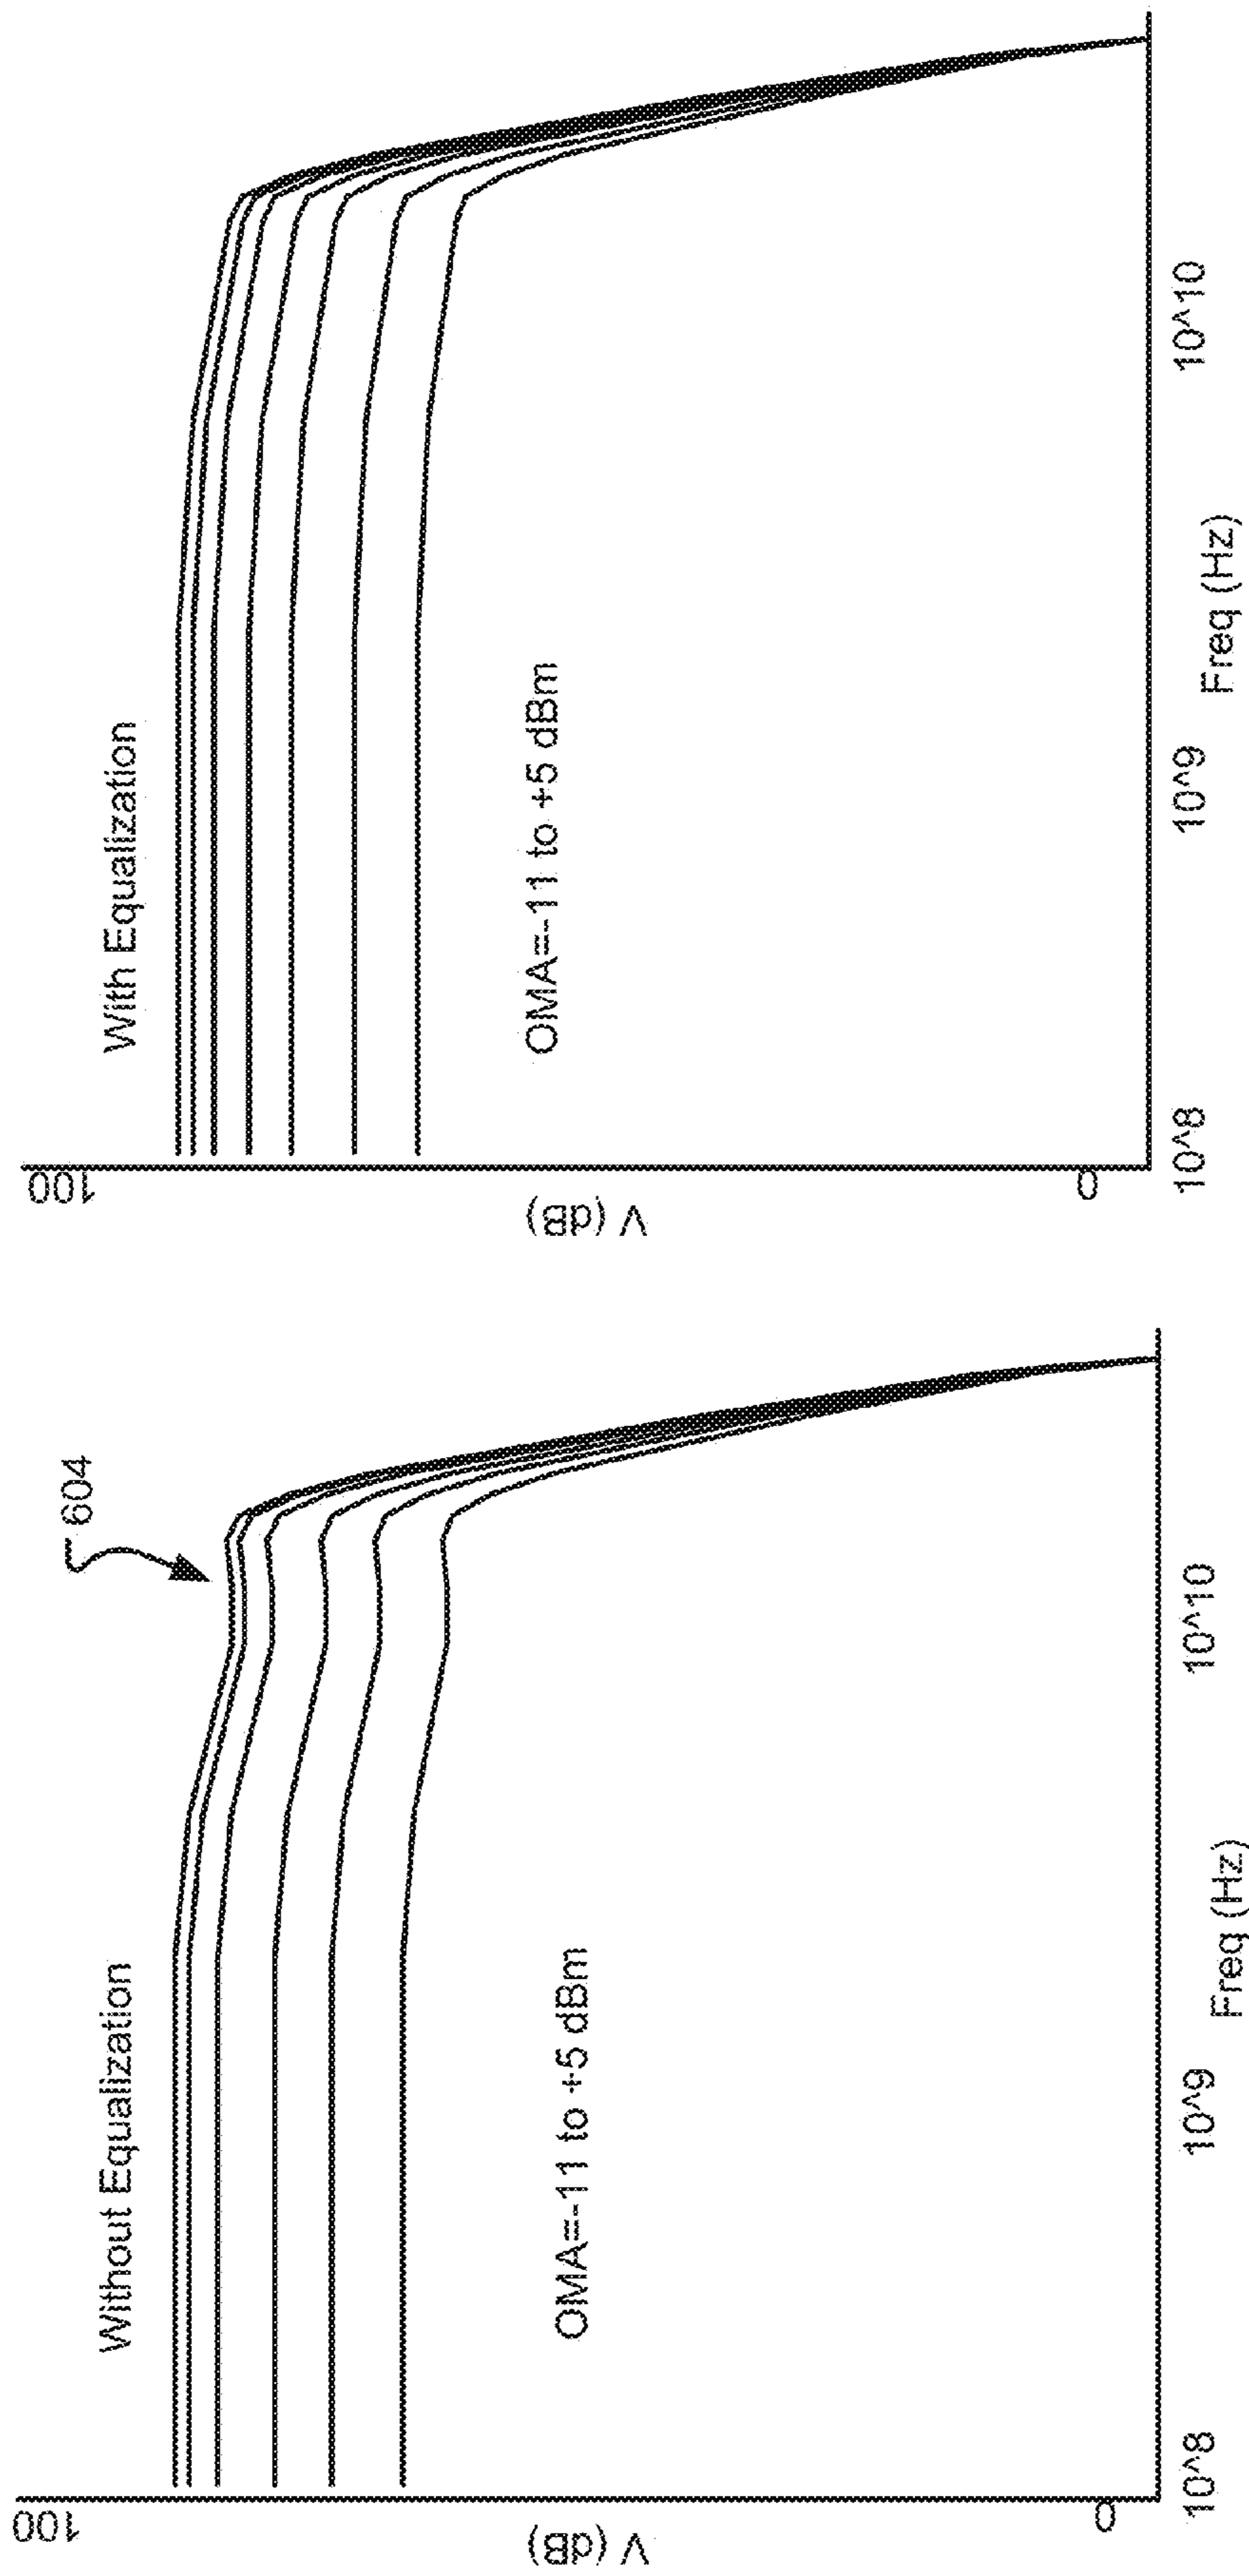 Without Equalization
604
100
V (dB)
OMA=-11 to +5 dBm
0
10^8
10^9
10^10
Freq (Hz)
With Equalization
100
V (dB)
OMA=-11 to +5 dBm
0
10^8
10^9
10^10
Freq (Hz)